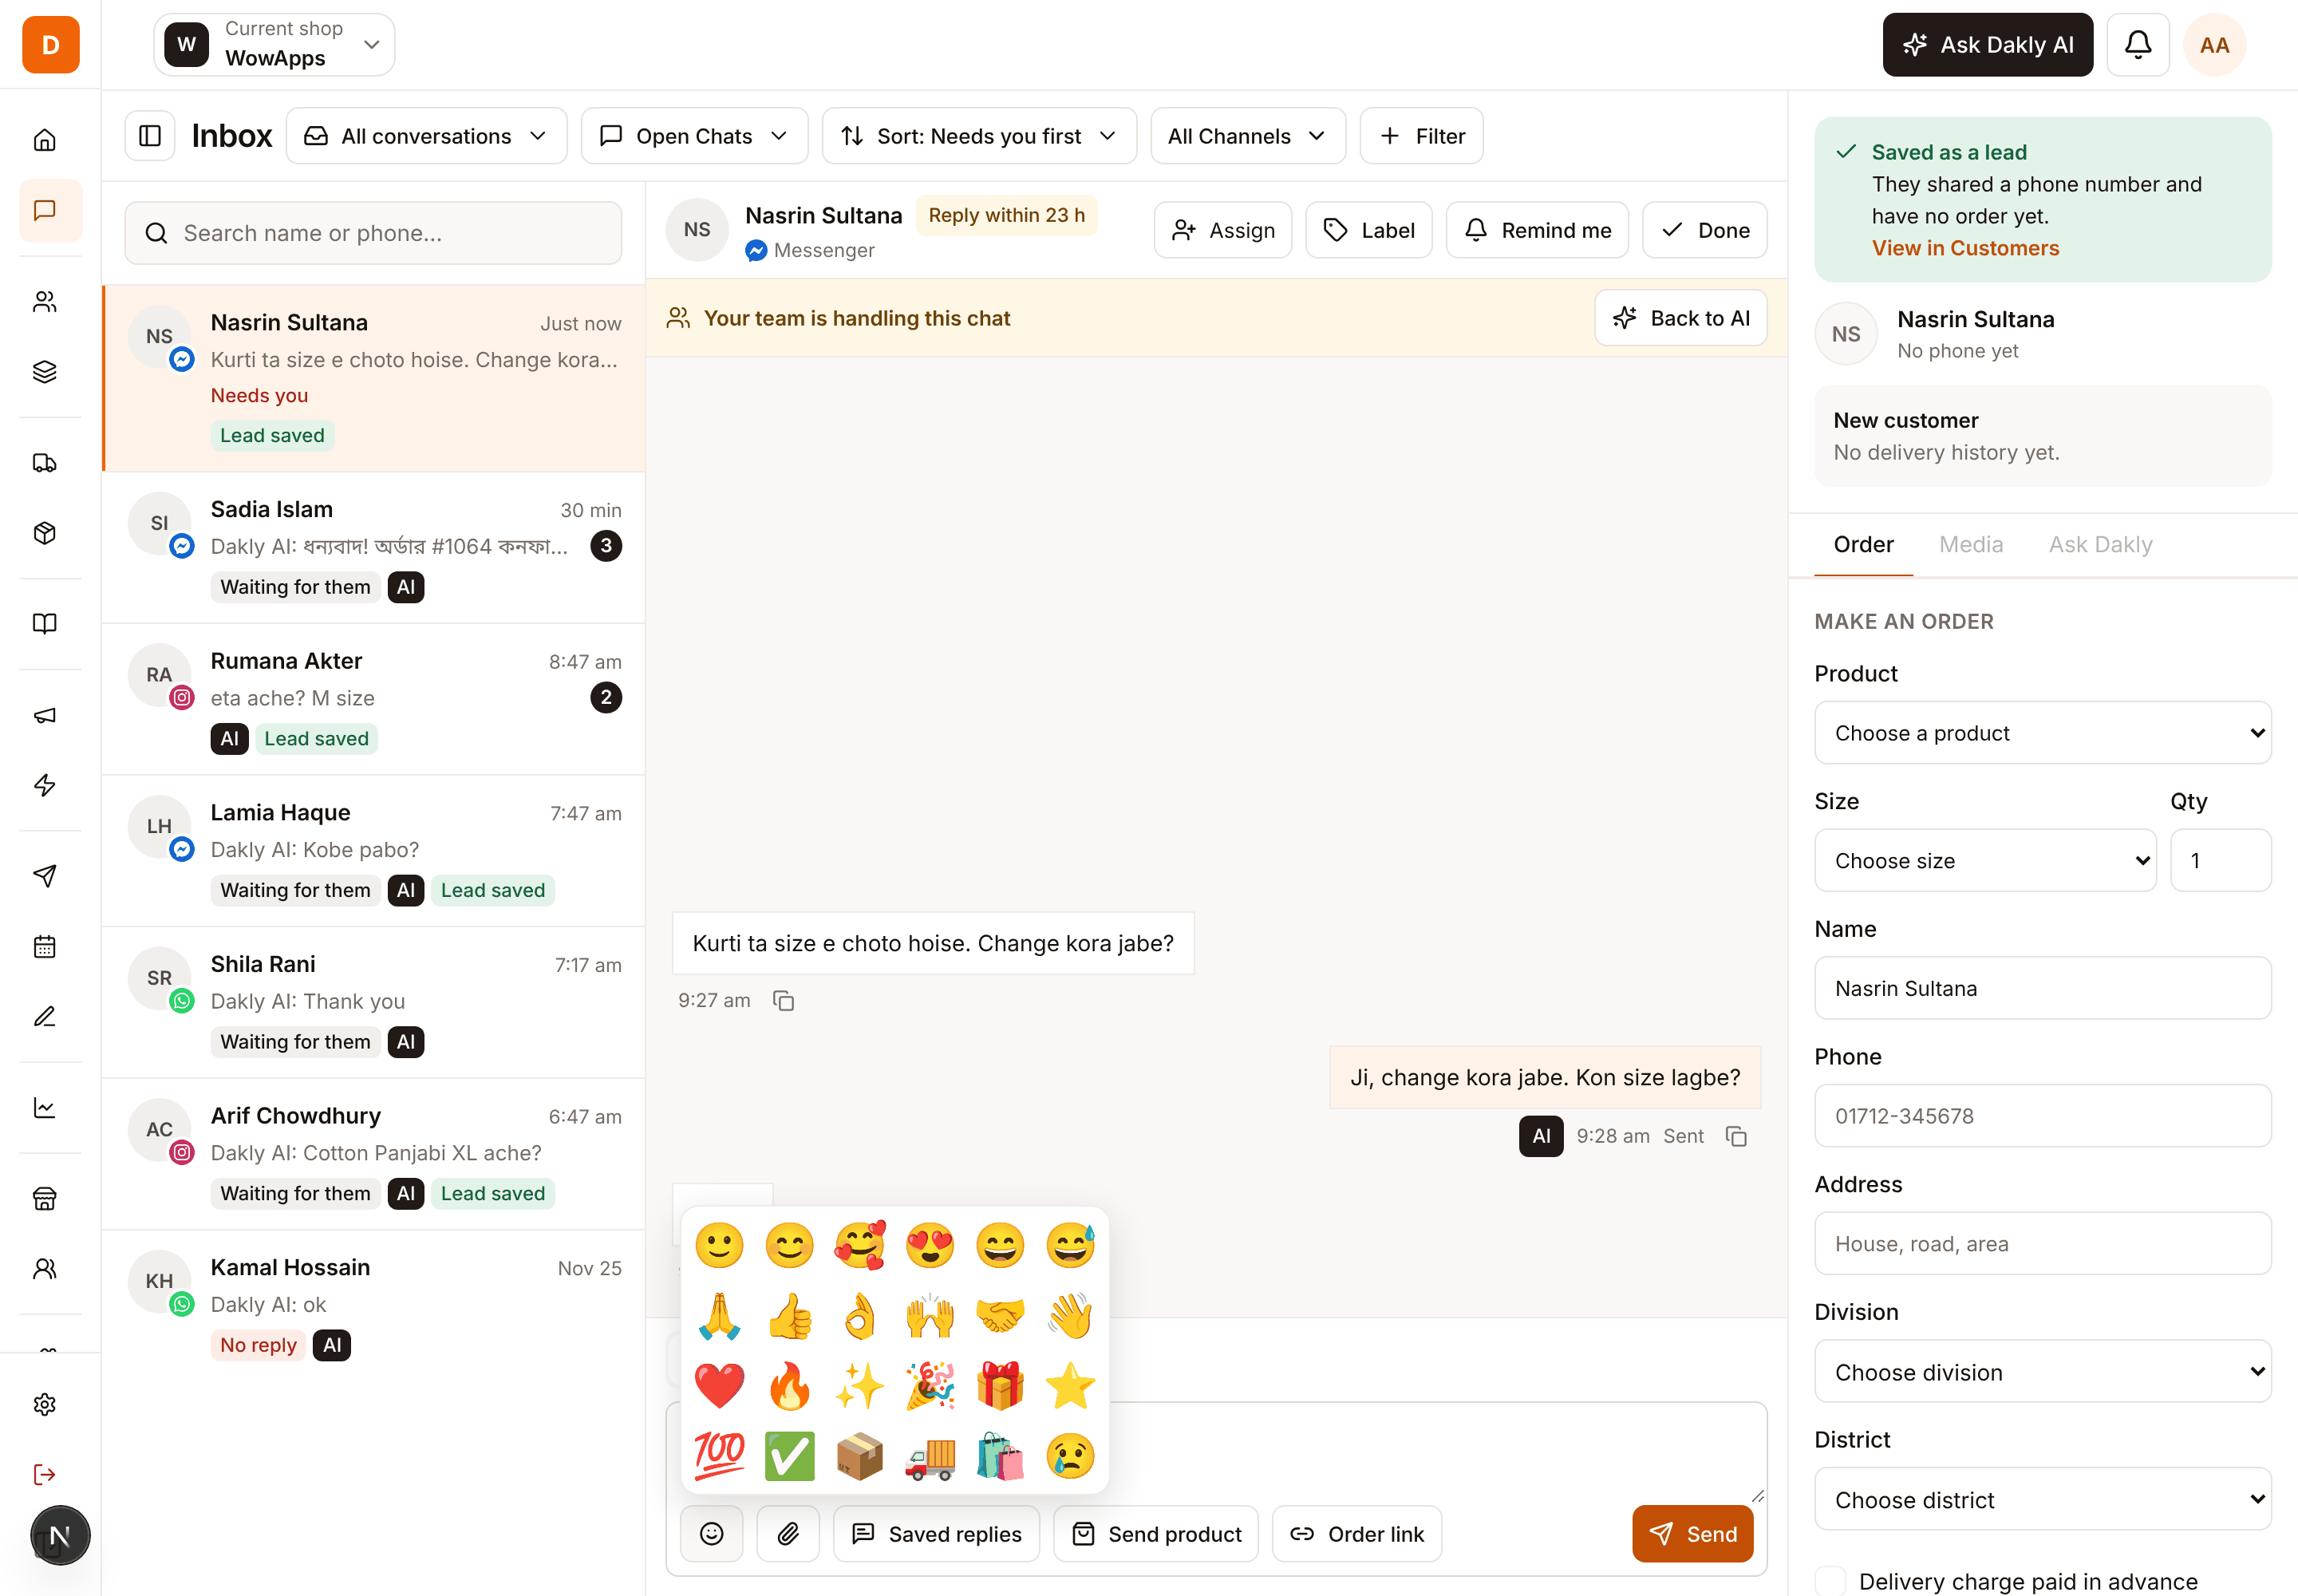 D
W
Current shop
WowApps
Ask Dakly AI
AA
Inbox
All conversations
Open Chats
Sort: Needs you first
All Channels
Filter
Search name or phone...
NS
Nasrin Sultana
Just now
Kurti ta size e choto hoise. Change kora...
Needs you
Lead saved
SI
Sadia Islam
30 min
Dakly AI: ধন্যবাদ! অর্ডার #1064 কনফা...
3
Waiting for them
AI
RA
Rumana Akter
8:47 am
eta ache? M size
2
AI
Lead saved
LH
Lamia Haque
7:47 am
Dakly AI: Kobe pabo?
Waiting for them
AI
Lead saved
SR
Shila Rani
7:17 am
Dakly AI: Thank you
Waiting for them
AI
AC
Arif Chowdhury
6:47 am
Dakly AI: Cotton Panjabi XL ache?
Waiting for them
AI
Lead saved
KH
Kamal Hossain
Nov 25
Dakly AI: ok
No reply
AI
N
NS
Nasrin Sultana
Reply within 23 h
Messenger
Assign
Label
Remind me
Done
Your team is handling this chat
Back to AI
Kurti ta size e choto hoise. Change kora jabe?
9:27 am
Ji, change kora jabe. Kon size lagbe?
AI
9:28 am
Sent
Saved replies
Send product
Order link
Send
Saved as a lead
They shared a phone number and
have no order yet.
View in Customers
NS
Nasrin Sultana
No phone yet
New customer
No delivery history yet.
Order
Media
Ask Dakly
MAKE AN ORDER
Product
Choose a product
Size
Qty
Choose size
1
Name
Nasrin Sultana
Phone
01712-345678
Address
House, road, area
Division
Choose division
District
Choose district
Delivery charge paid in advance